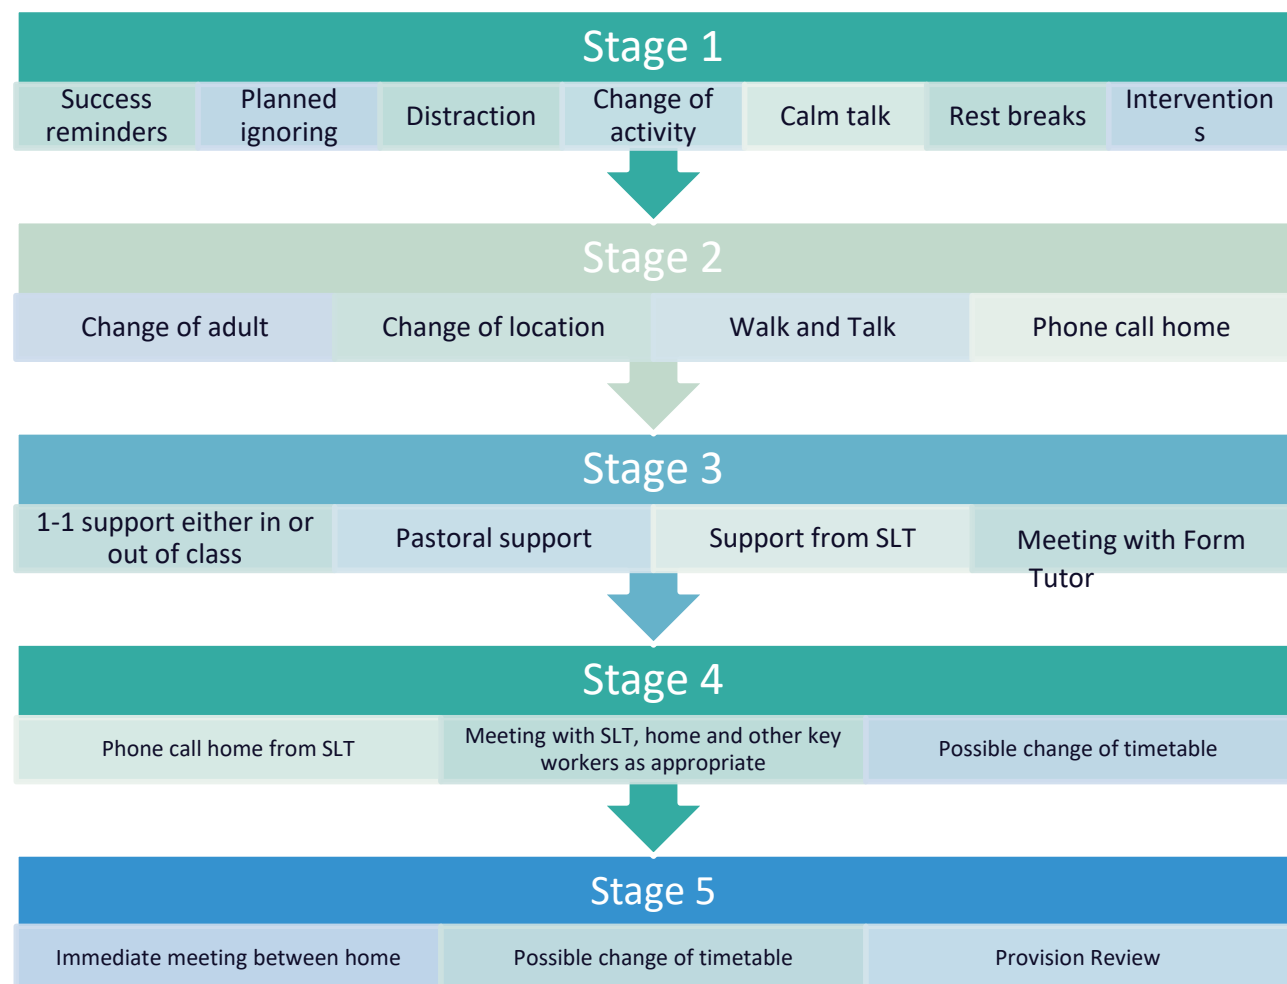 Stage 1
Success
reminders
Planned
ignoring
Distraction
Change of
activity
Calm talk
Rest breaks
Intervention
s
Stage 2
Change of adult
Change of location
Walk and Talk
Phone call home
Stage 3
1-1 support either in or
out of class
Pastoral support
Support from SLT
Meeting with Form
Tutor
Stage 4
Phone call home from SLT
Meeting with SLT, home and other key
workers as appropriate
Possible change of timetable
Stage 5
Immediate meeting between home
Possible change of timetable
Provision Review